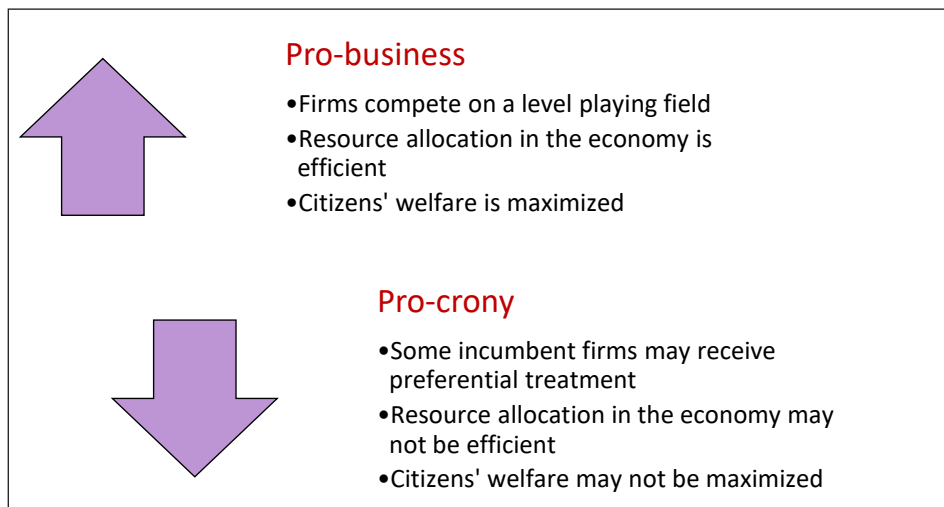 Pro-business
•Firms compete on a level playing field
•Resource allocation in the economy is
efficient
•Citizens' welfare is maximized
Pro-crony
•Some incumbent firms may receive
preferential treatment
•Resource allocation in the economy may
not be efficient
•Citizens' welfare may not be maximized